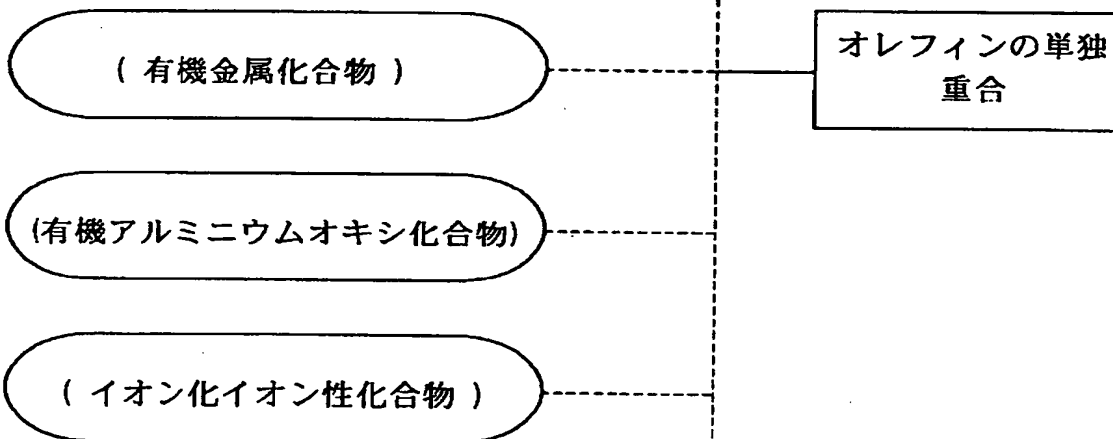 ( 有機金属化合物 )
オレフィンの単独
重合
(有機アルミニウムオキシ化合物)
( イオン化イオン性化合物 )